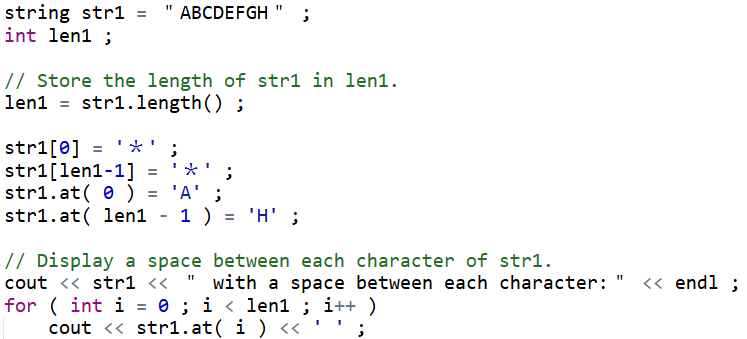 string str1 =  " ABCDEFGH "  ;
int len1 ;

// Store the length of str1 in len1.
len1 = str1.length() ;

str1[0] = '*' ;
str1[len1-1] = '*' ;
str1.at( 0 ) = 'A' ;
str1.at( len1 - 1 ) = 'H' ;

// Display a space between each character of str1.
cout << str1 <<  "  with a space between each character: "  << endl ;
for ( int i = 0 ; i < len1 ; i++ )
    cout << str1.at( i ) << ' ' ;